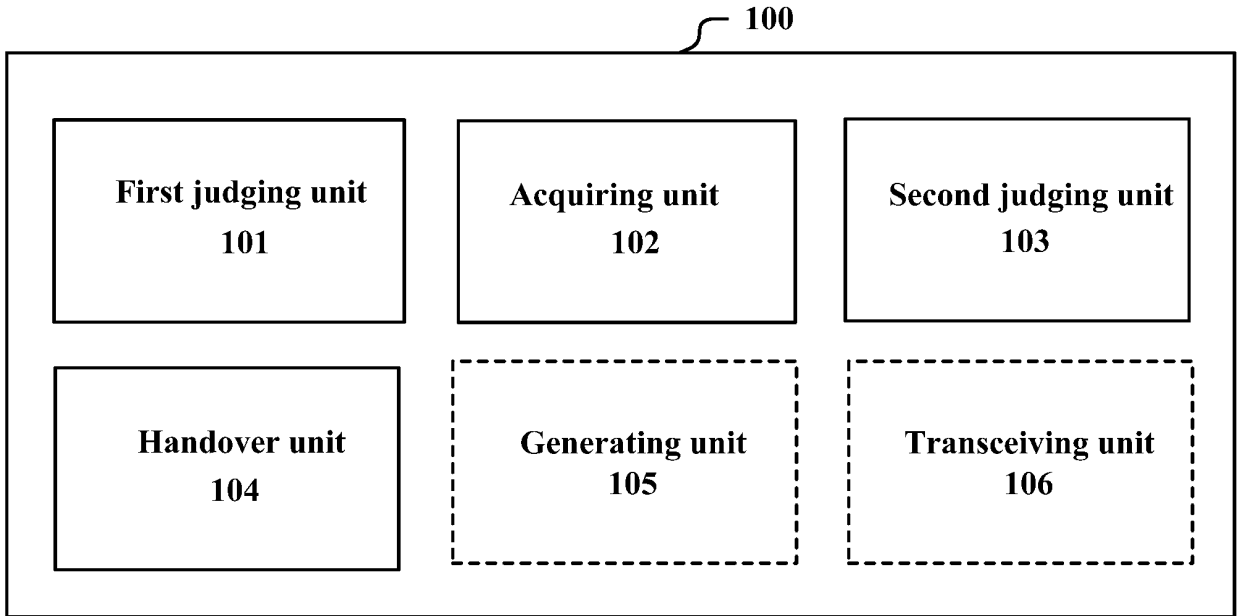 100
First judging unit
101
Acquiring unit
102
Second judging unit
103
Handover unit
104
Generating unit
105
Transceiving unit
106